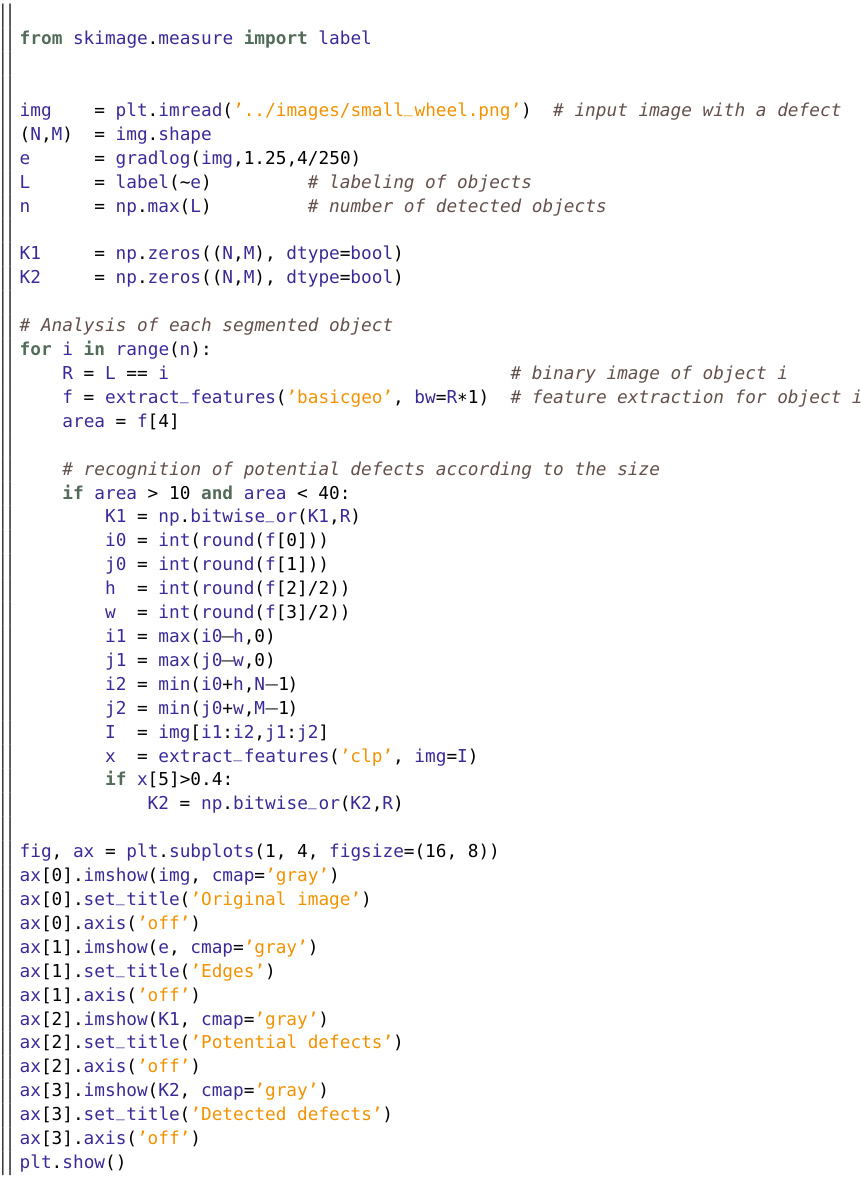 from skimage.measure import label
img    = plt.imread(’../images/small_wheel.png’)  # input image with a defect
(N,M)  = img.shape
e      = gradlog(img,1.25,4/250)
L      = label(~e)         # labeling of objects
n      = np.max(L)         # number of detected objects
K1     = np.zeros((N,M), dtype=bool)
K2     = np.zeros((N,M), dtype=bool)
# Analysis of each segmented object
for i in range(n):
    R = L == i                                # binary image of object i
    f = extract_features(’basicgeo’, bw=R*1)  # feature extraction for object i
    area = f[4]
    # recognition of potential defects according to the size
    if area > 10 and area < 40:
        K1 = np.bitwise_or(K1,R)
        i0 = int(round(f[0]))
        j0 = int(round(f[1]))
        h  = int(round(f[2]/2))
        w  = int(round(f[3]/2))
        i1 = max(i0–h,0)
        j1 = max(j0–w,0)
        i2 = min(i0+h,N–1)
        j2 = min(j0+w,M–1)
        I  = img[i1:i2,j1:j2]
        x  = extract_features(’clp’, img=I)
        if x[5]>0.4:
            K2 = np.bitwise_or(K2,R)
fig, ax = plt.subplots(1, 4, figsize=(16, 8))
ax[0].imshow(img, cmap=’gray’)
ax[0].set_title(’Original image’)
ax[0].axis(’off’)
ax[1].imshow(e, cmap=’gray’)
ax[1].set_title(’Edges’)
ax[1].axis(’off’)
ax[2].imshow(K1, cmap=’gray’)
ax[2].set_title(’Potential defects’)
ax[2].axis(’off’)
ax[3].imshow(K2, cmap=’gray’)
ax[3].set_title(’Detected defects’)
ax[3].axis(’off’)
plt.show()